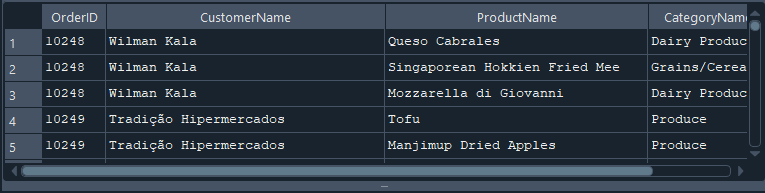 OrderID CustomerName ProductName CategoryName
1 10248 Wilman Kala Queso Cabrales Dairy Produc
2 10248 Wilman Kala Singaporean Hokkien Fried Mee Grains/Cerea
3 10248 Wilman Kala Mozzarella di Giovanni Dairy Produc
4 10249 Tradição Hipermercados Tofu Produce
5 10249 Tradição Hipermercados Manjimup Dried Apples Produce